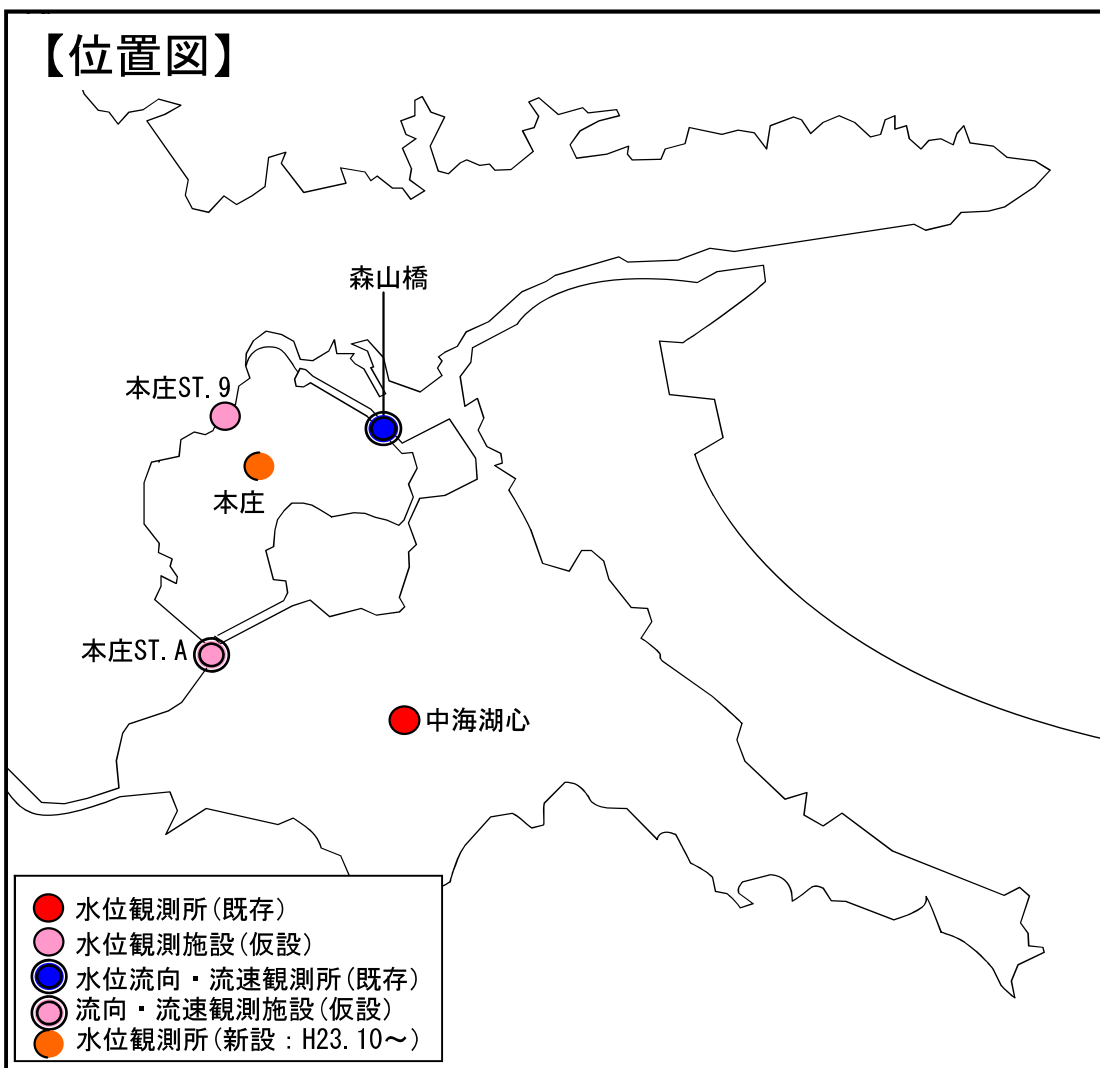 【位置図】
森山橋
本庄ST.9
本庄
本庄ST.A
中海湖心
水位観測所(既存)
水位観測施設(仮設)
水位流向・流速観測所(既存)
流向・流速観測施設(仮設)
水位観測所(新設：H23.10～)